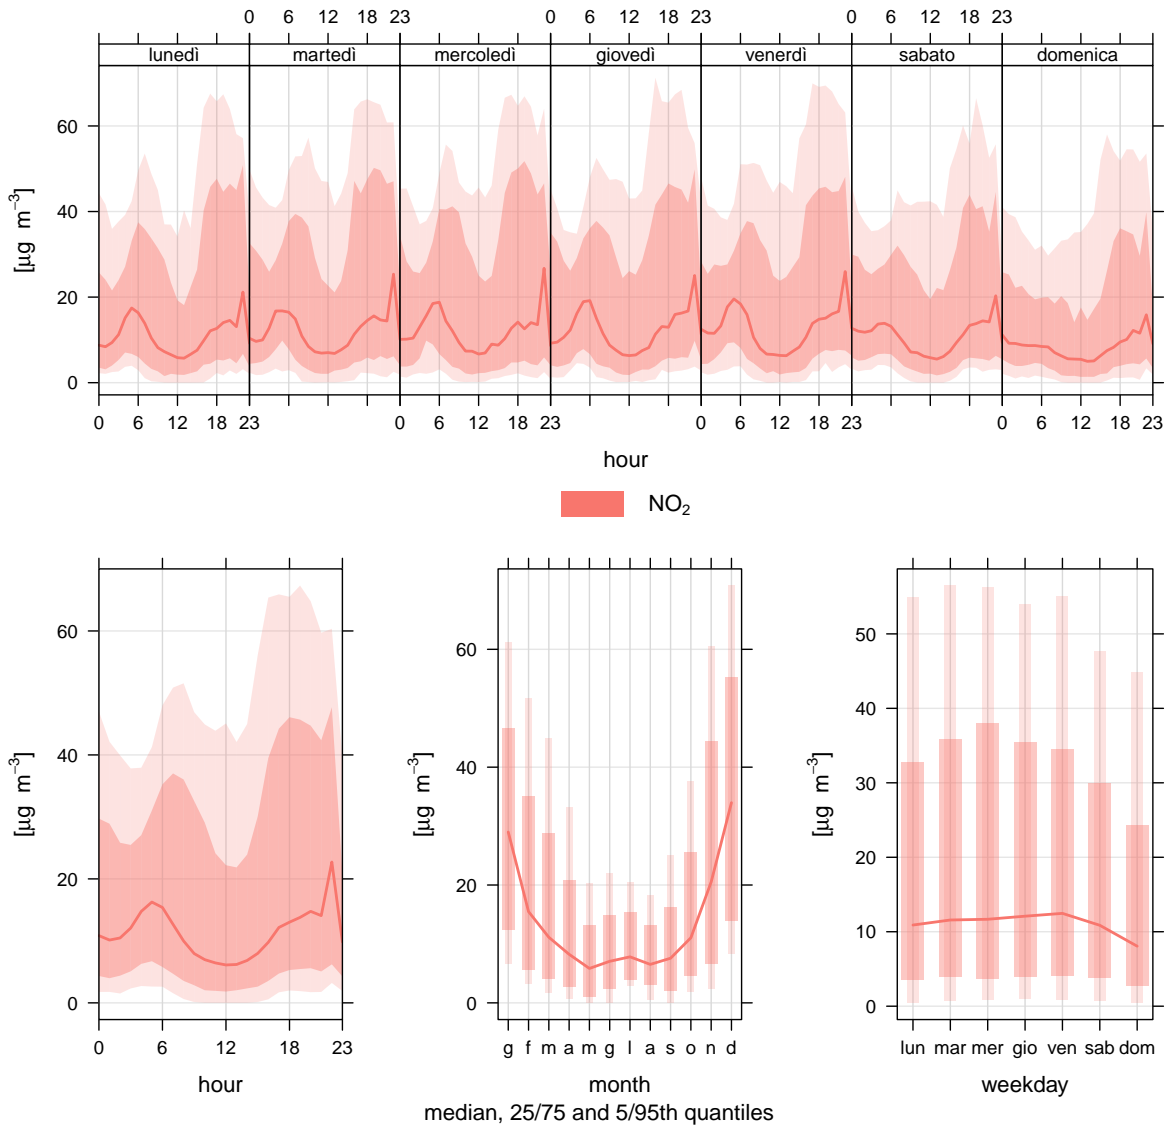 0 6 12 18 23 0 6 12 18 23 0 6 12 18 23
lunedì martedì mercoledì giovedì venerdì sabato domenica
60
40
20
0
[µg m⁻³]
0 6 12 18 23 0 6 12 18 23 0 6 12 18 23 0 6 12 18 23
hour
NO₂
60
40
20
0
[µg m⁻³]
0 6 12 18 23
hour
60
40
20
0
[µg m⁻³]
g f m a m g l a s o n d
month
50
40
30
20
10
0
[µg m⁻³]
lun mar mer gio ven sab dom
weekday
median, 25/75 and 5/95th quantiles